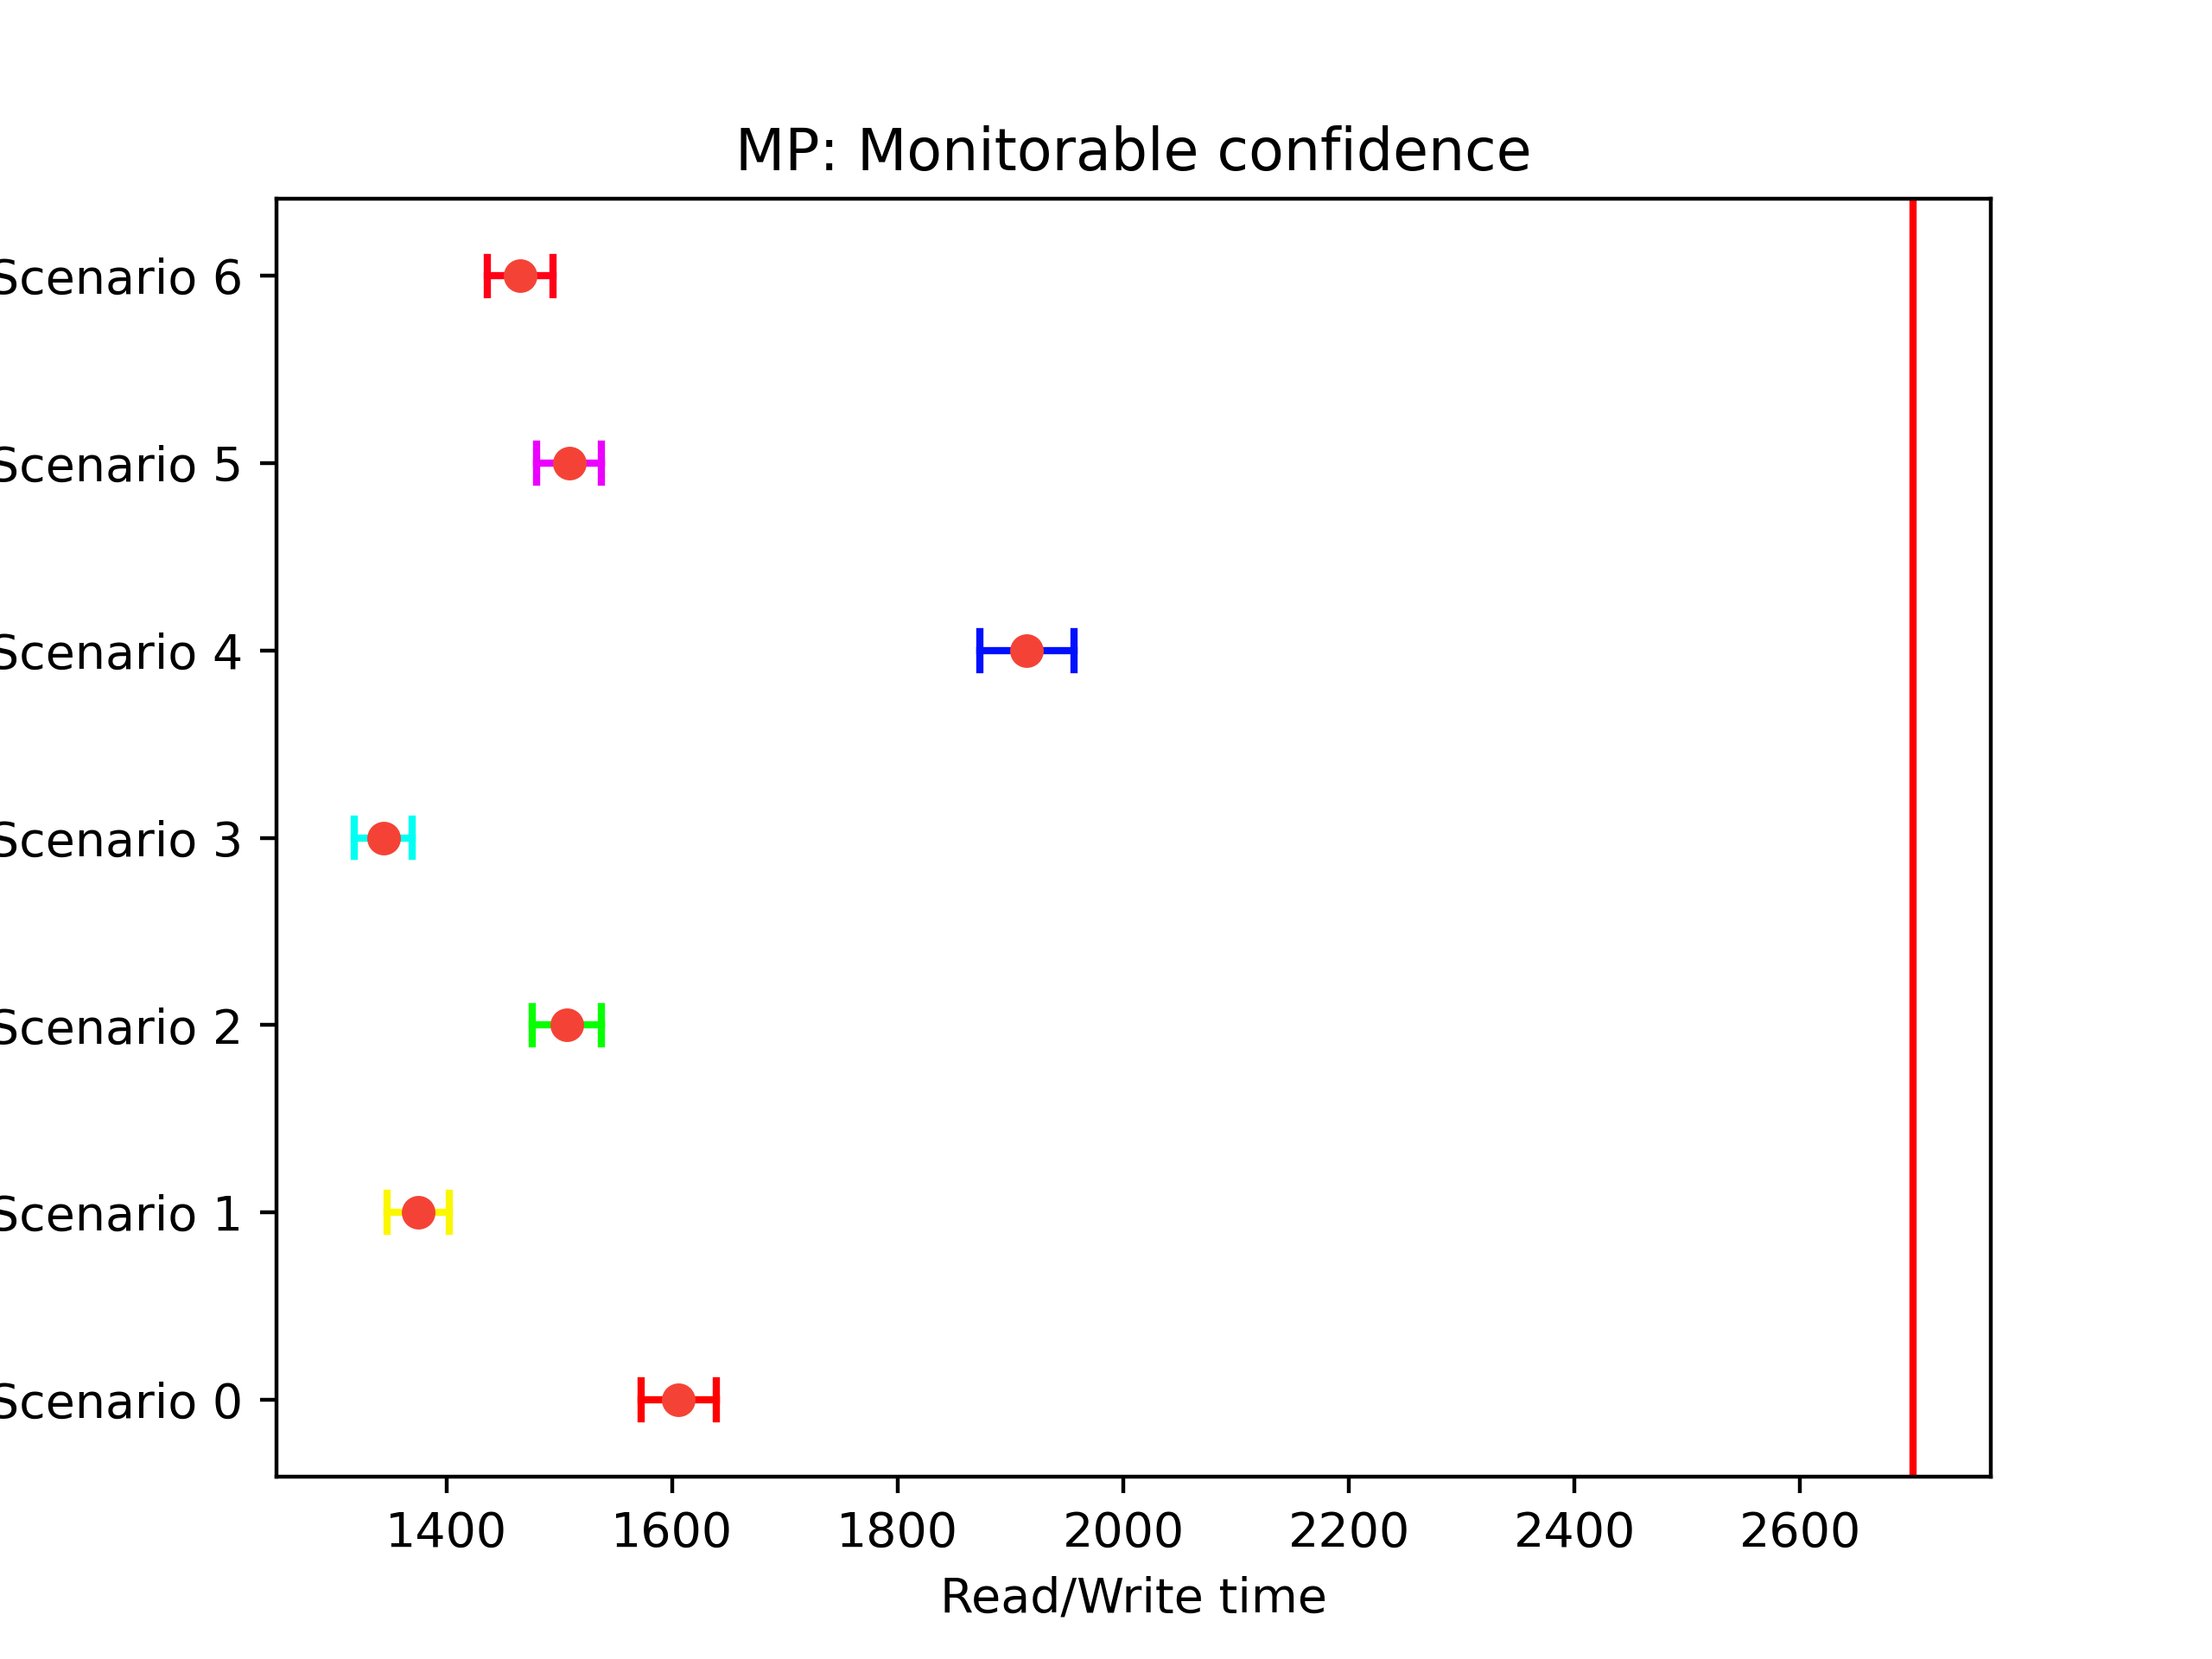 MP: Monitorable confidence
Scenario 6
Scenario 5
Scenario 4
Scenario 3
Scenario 2
Scenario 1
Scenario 0
1400 1600 1800 2000 2200 2400 2600
Read/Write time